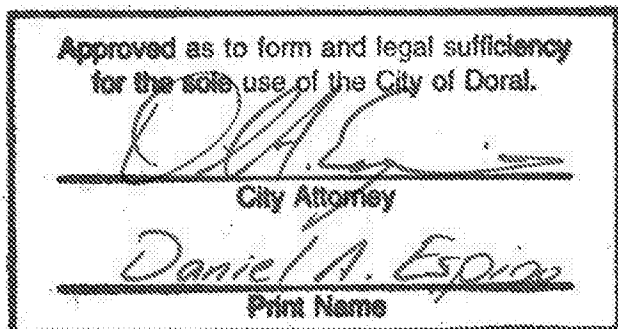 Approved as to form and legal sufficiency
for the sole use of the City of Doral.
City Attorney
Daniel A. Espino
Print Name